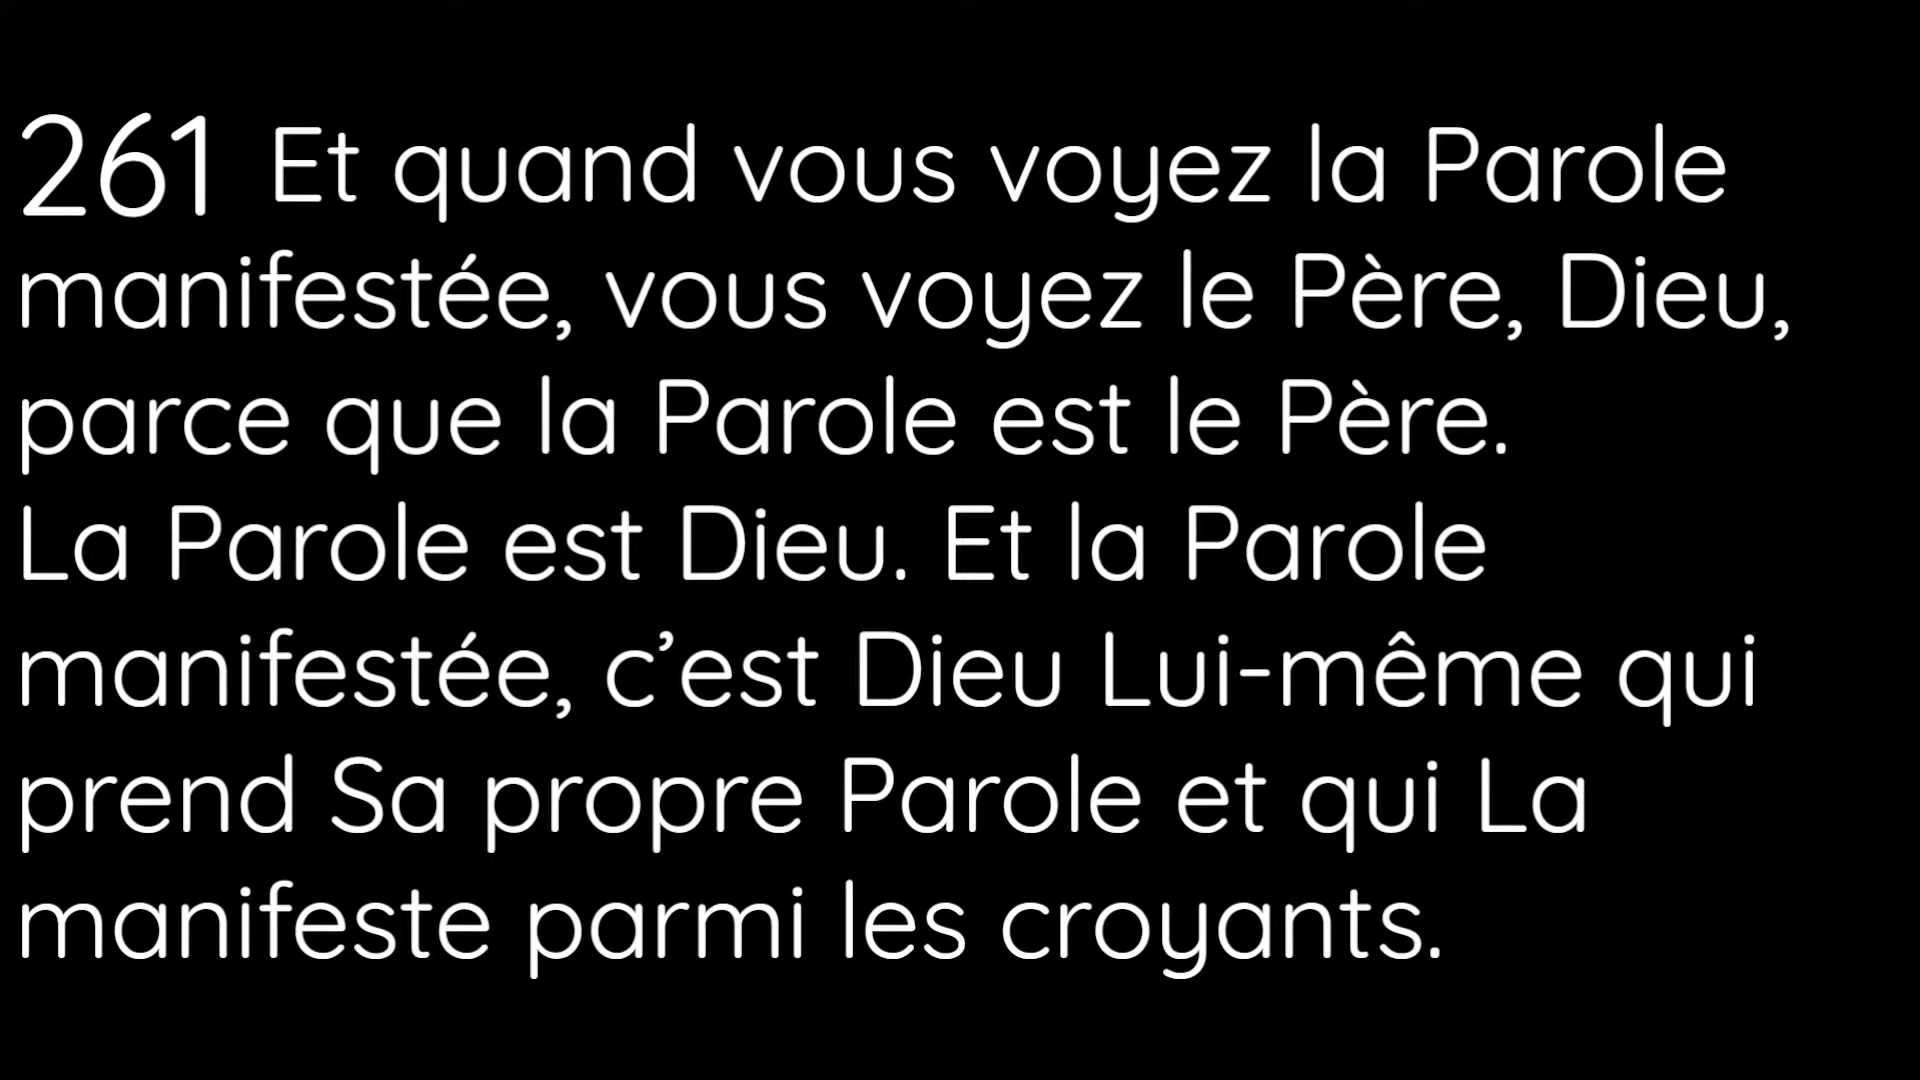 261 Et quand vous voyez la Parole
manifestée, vous voyez le Père, Dieu,
parce que la Parole est le Père.
La Parole est Dieu. Et la Parole
manifestée, c’est Dieu Lui-même qui
prend Sa propre Parole et qui La
manifeste parmi les croyants.